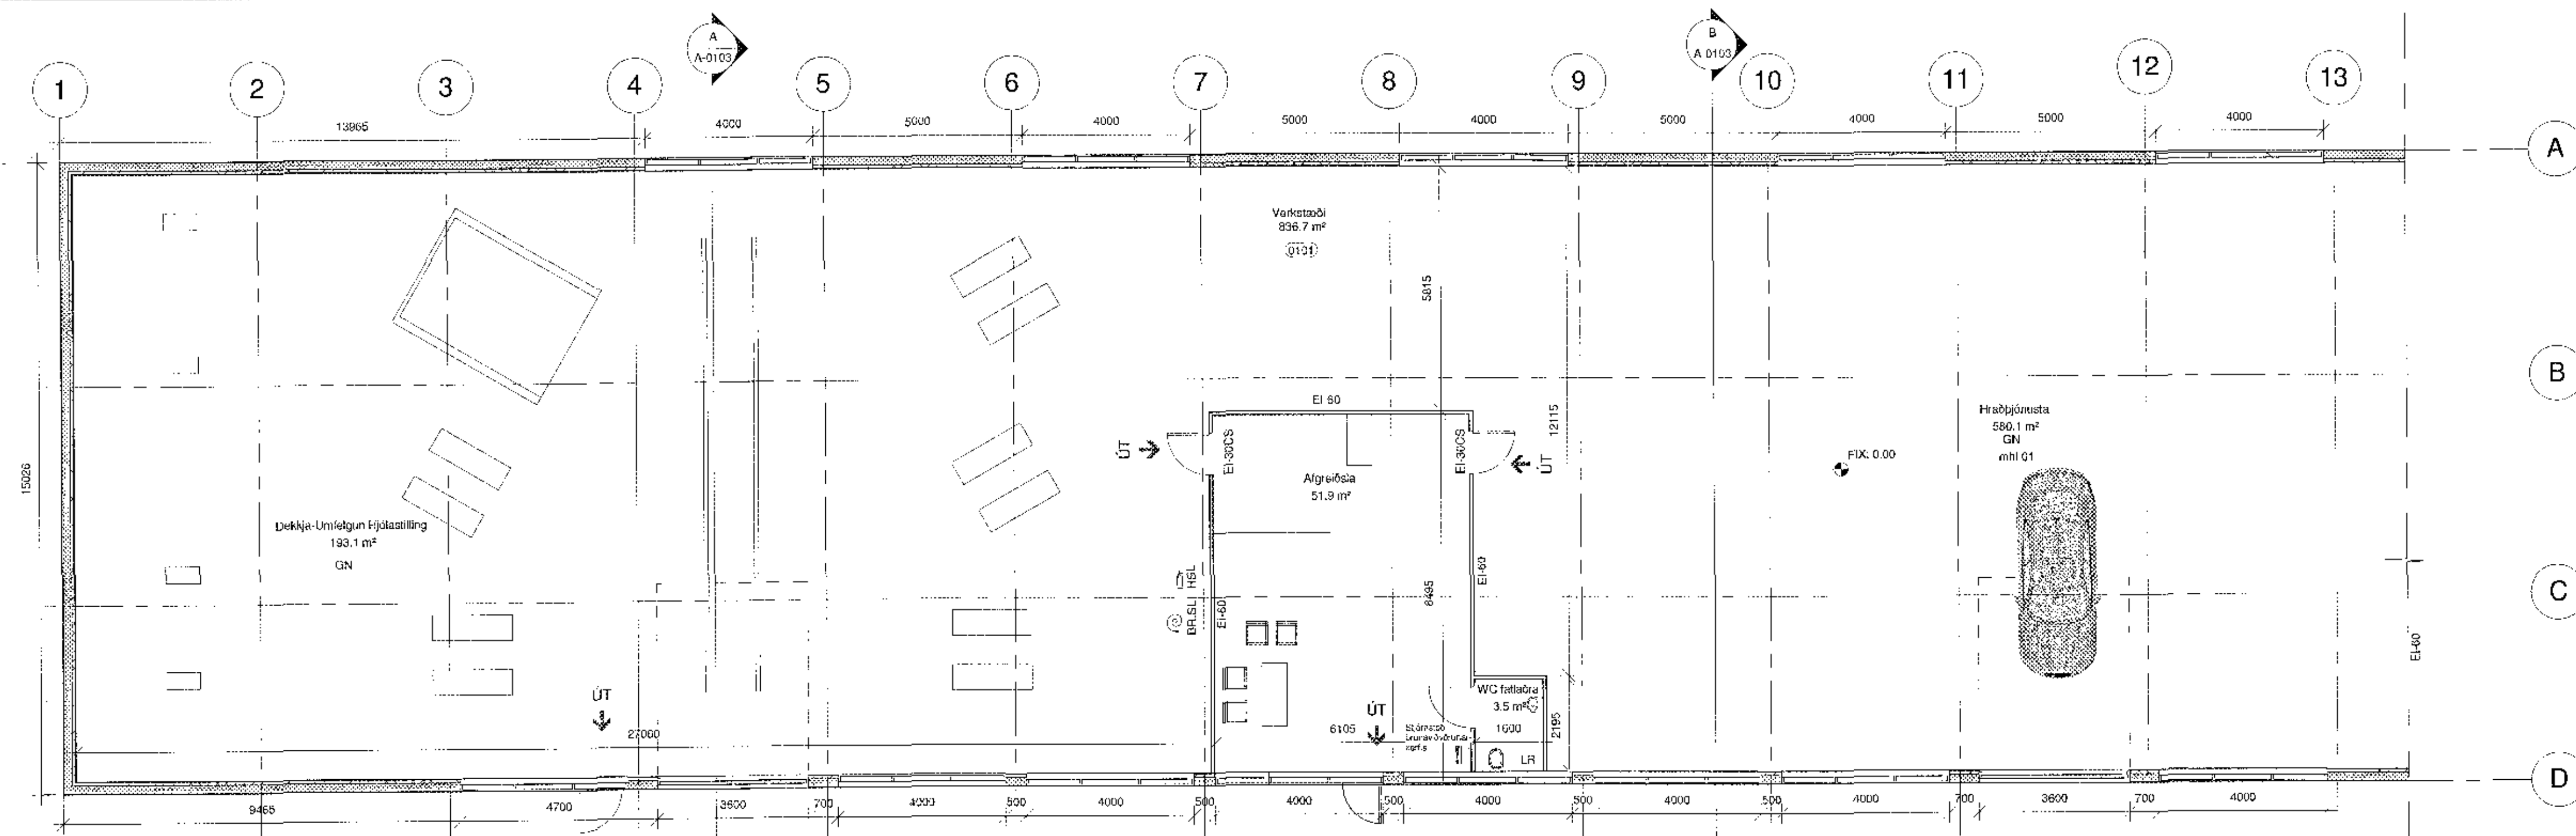 A
A-0103
B
A 0103
1
2
3
4
5
6
7
8
9
10
11
12
13
13965
4000
5000
4000
5000
4000
5000
4000
5000
4000
A
Verkstæði
836.7 m²
0101
5815
B
EI 60
12115
Hraðþjónusta
580.1 m²
GN
mhl 01
ÚT
EI-30CS
EI-30CS
ÚT
FIX: 0.00
Afgreiðsla
51.9 m²
15026
Dekkja-Umfelgun Hjólastilling
193.1 m²
GN
HSL
BR.SL
EI-60
6495
EI-60
C
EI-60
ÚT
27060
6105
ÚT
WC fatlaðra
3.5 m²
1600
2195
LR
D
9465
4700
3600
700
4000
500
4000
500
4000
500
4000
500
4000
500
4000
700
3600
700
4000